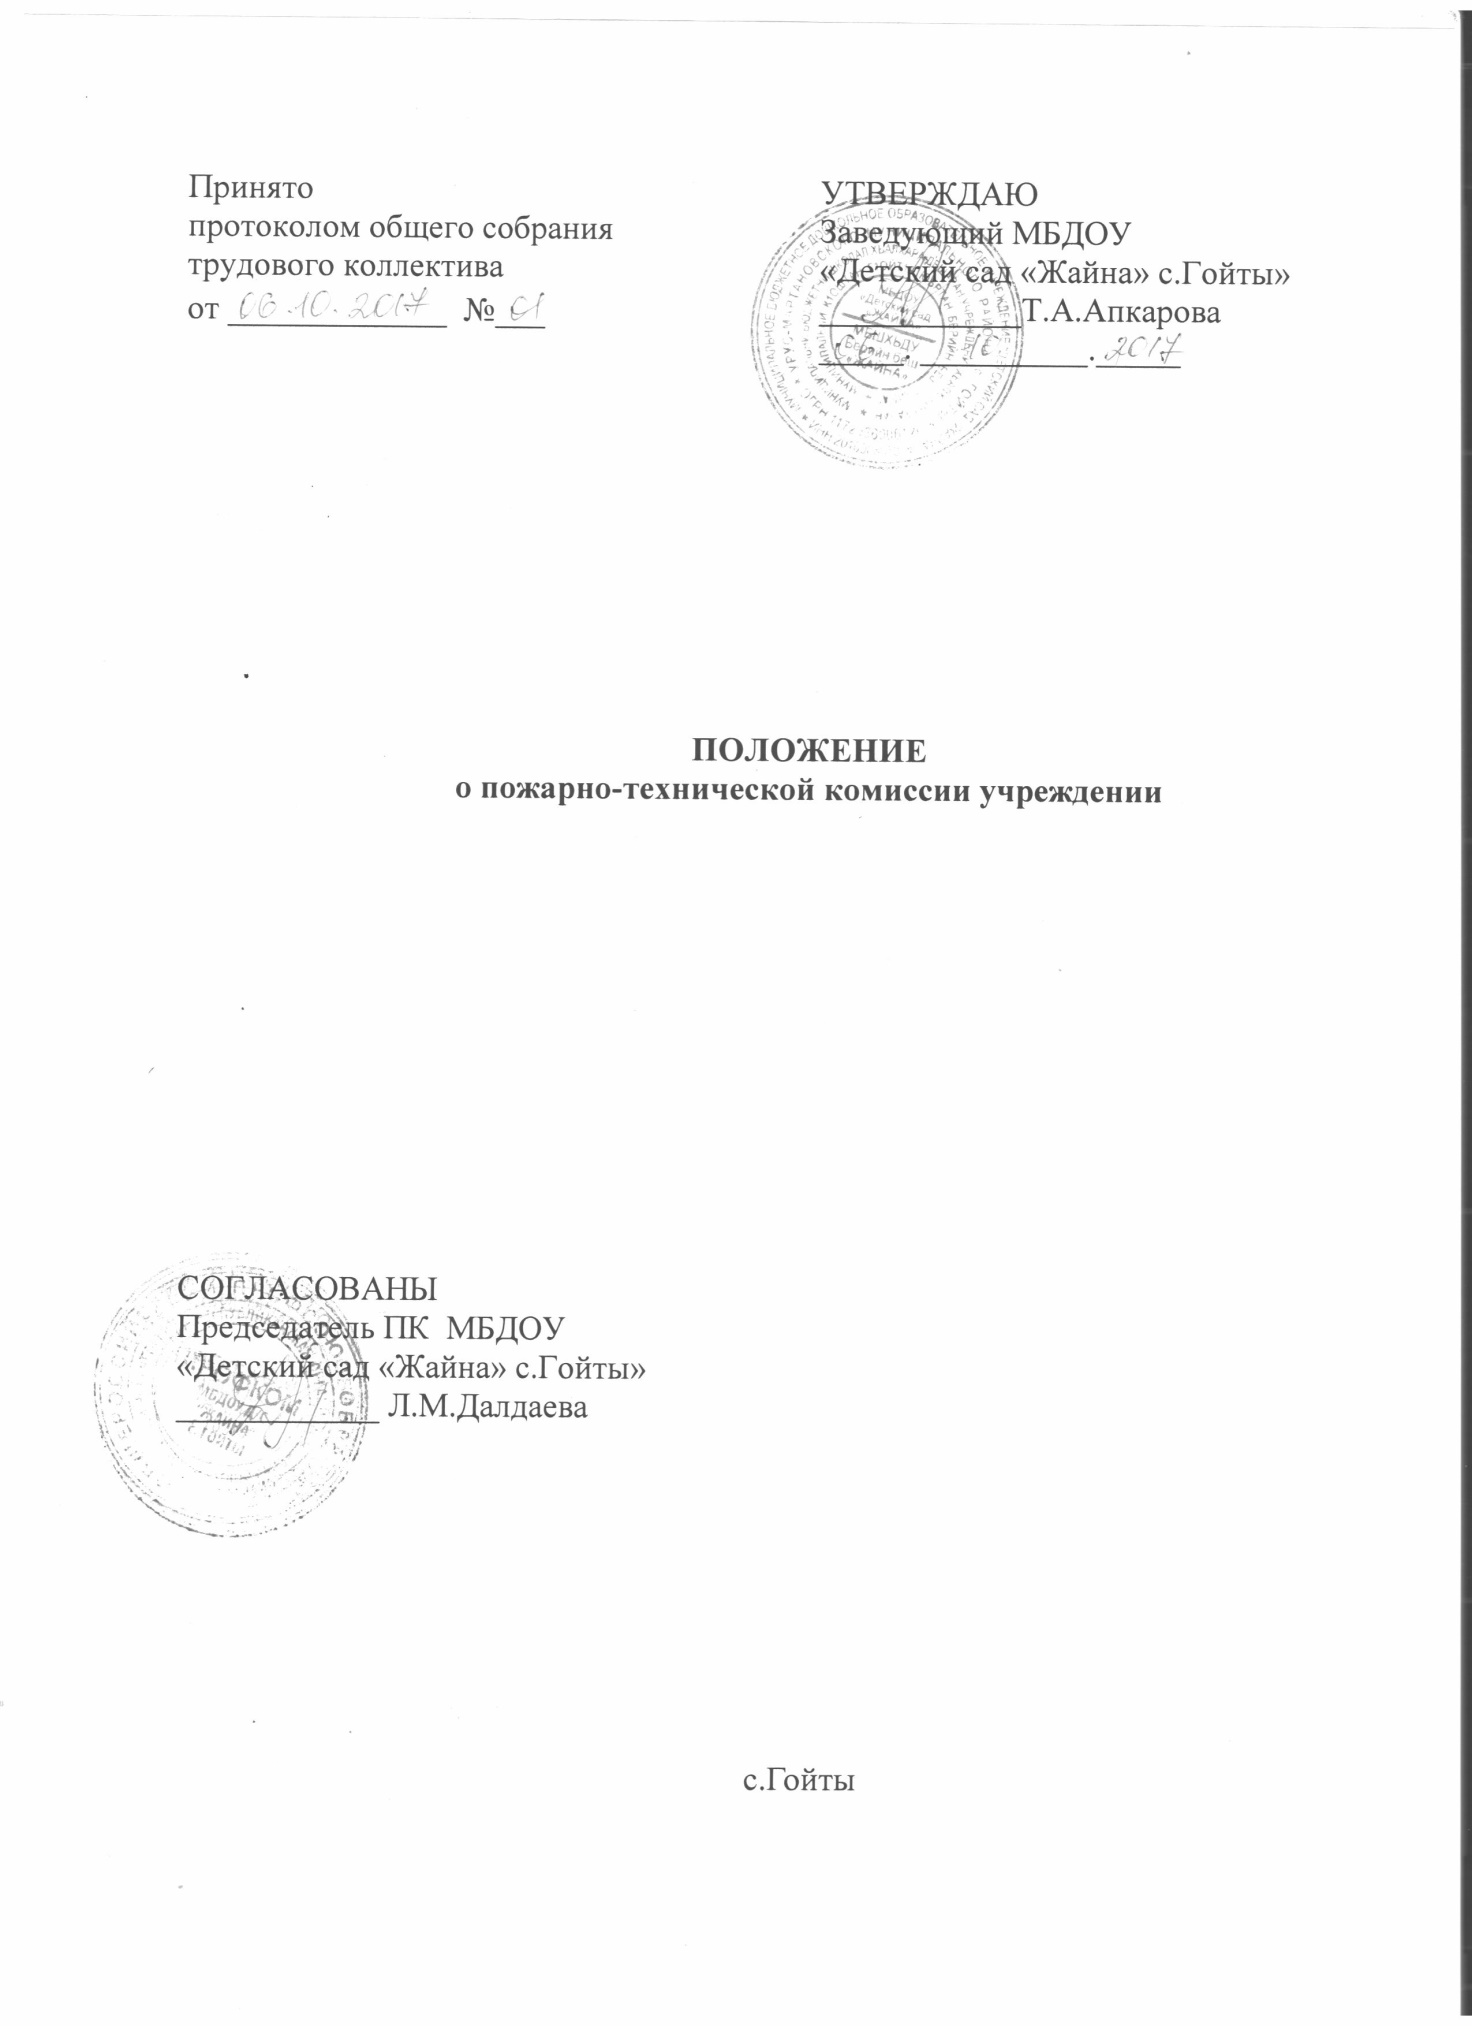 Принято
протоколом общего собрания
трудового коллектива
от 06.10.2017 № 01
УТВЕРЖДАЮ
Заведующий МБДОУ
«Детский сад «Жайна» с.Гойты»
Т.А.Апкарова
10.2017
ПОЛОЖЕНИЕ
о пожарно-технической комиссии учреждении
СОГЛАСОВАНЫ
Председатель ПК МБДОУ
«Детский сад «Жайна» с.Гойты»
Л.М.Далдаева
с.Гойты